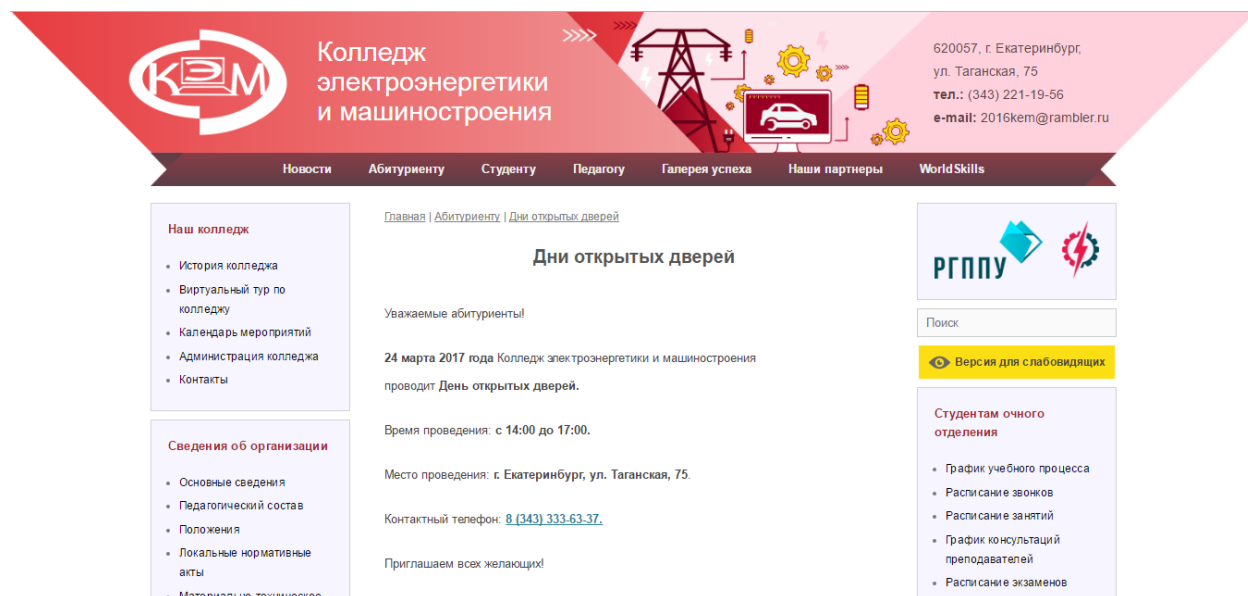 КЭМ
Колледж
электроэнергетики
и машиностроения
620057, г. Екатеринбург,
ул. Таганская, 75
тел.: (343) 221-19-56
e-mail: 2016kem@rambler.ru
Новости Абитуриенту Студенту Педагогу Галерея успеха Наши партнеры WorldSkills
Наш колледж
История колледжа
Виртуальный тур по
колледжу
Календарь мероприятий
Администрация колледжа
Контакты
Сведения об организации
Основные сведения
Педагогический состав
Положения
Локальные нормативные
акты
Материально-техническое
Главная | Абитуриенту | Дни открытых дверей
Дни открытых дверей
Уважаемые абитуриенты!
24 марта 2017 года Колледж электроэнергетики и машиностроения
проводит День открытых дверей.
Время проведения: с 14:00 до 17:00.
Место проведения: г. Екатеринбург, ул. Таганская, 75.
Контактный телефон: 8 (343) 333-63-37.
Приглашаем всех желающих!
РГППУ
Поиск
Версия для слабовидящих
Студентам очного
отделения
График учебного процесса
Расписание звонков
Расписание занятий
График консультаций
преподавателей
Расписание экзаменов